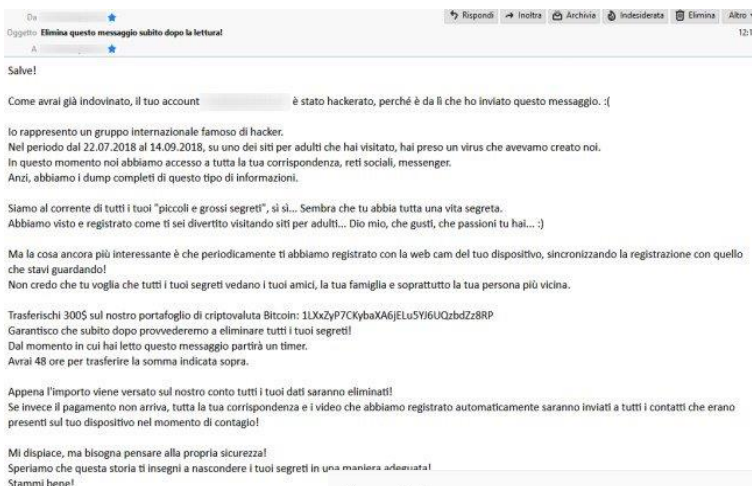 Da
Rispondi Inoltra Archivia Indesiderata Elimina Altro
Oggetto Elimina questo messaggio subito dopo la lettura!
12:1
A
Salve!
Come avrai già indovinato, il tuo account è stato hackerato, perché è da lì che ho inviato questo messaggio. :(
Io rappresento un gruppo internazionale famoso di hacker.
Nel periodo dal 22.07.2018 al 14.09.2018, su uno dei siti per adulti che hai visitato, hai preso un virus che avevamo creato noi.
In questo momento noi abbiamo accesso a tutta la tua corrispondenza, reti sociali, messenger.
Anzi, abbiamo i dump completi di questo tipo di informazioni.
Siamo al corrente di tutti i tuoi "piccoli e grossi segreti", sì sì... Sembra che tu abbia tutta una vita segreta.
Abbiamo visto e registrato come ti sei divertito visitando siti per adulti... Dio mio, che gusti, che passioni tu hai... :)
Ma la cosa ancora più interessante è che periodicamente ti abbiamo registrato con la web cam del tuo dispositivo, sincronizzando la registrazione con quello
che stavi guardando!
Non credo che tu voglia che tutti i tuoi segreti vedano i tuoi amici, la tua famiglia e soprattutto la tua persona più vicina.
Trasferischi 300$ sul nostro portafoglio di criptovaluta Bitcoin: 1LXxZyP7CKybaXA6jELu5YJ6UQzbdZz8RP
Garantisco che subito dopo provvederemo a eliminare tutti i tuoi segreti!
Dal momento in cui hai letto questo messaggio partirà un timer.
Avrai 48 ore per trasferire la somma indicata sopra.
Appena l'importo viene versato sul nostro conto tutti i tuoi dati saranno eliminati!
Se invece il pagamento non arriva, tutta la tua corrispondenza e i video che abbiamo registrato automaticamente saranno inviati a tutti i contatti che erano
presenti sul tuo dispositivo nel momento di contagio!
Mi dispiace, ma bisogna pensare alla propria sicurezza!
Speriamo che questa storia ti insegni a nascondere i tuoi segreti in una maniera adeguata!
Stammi bene!